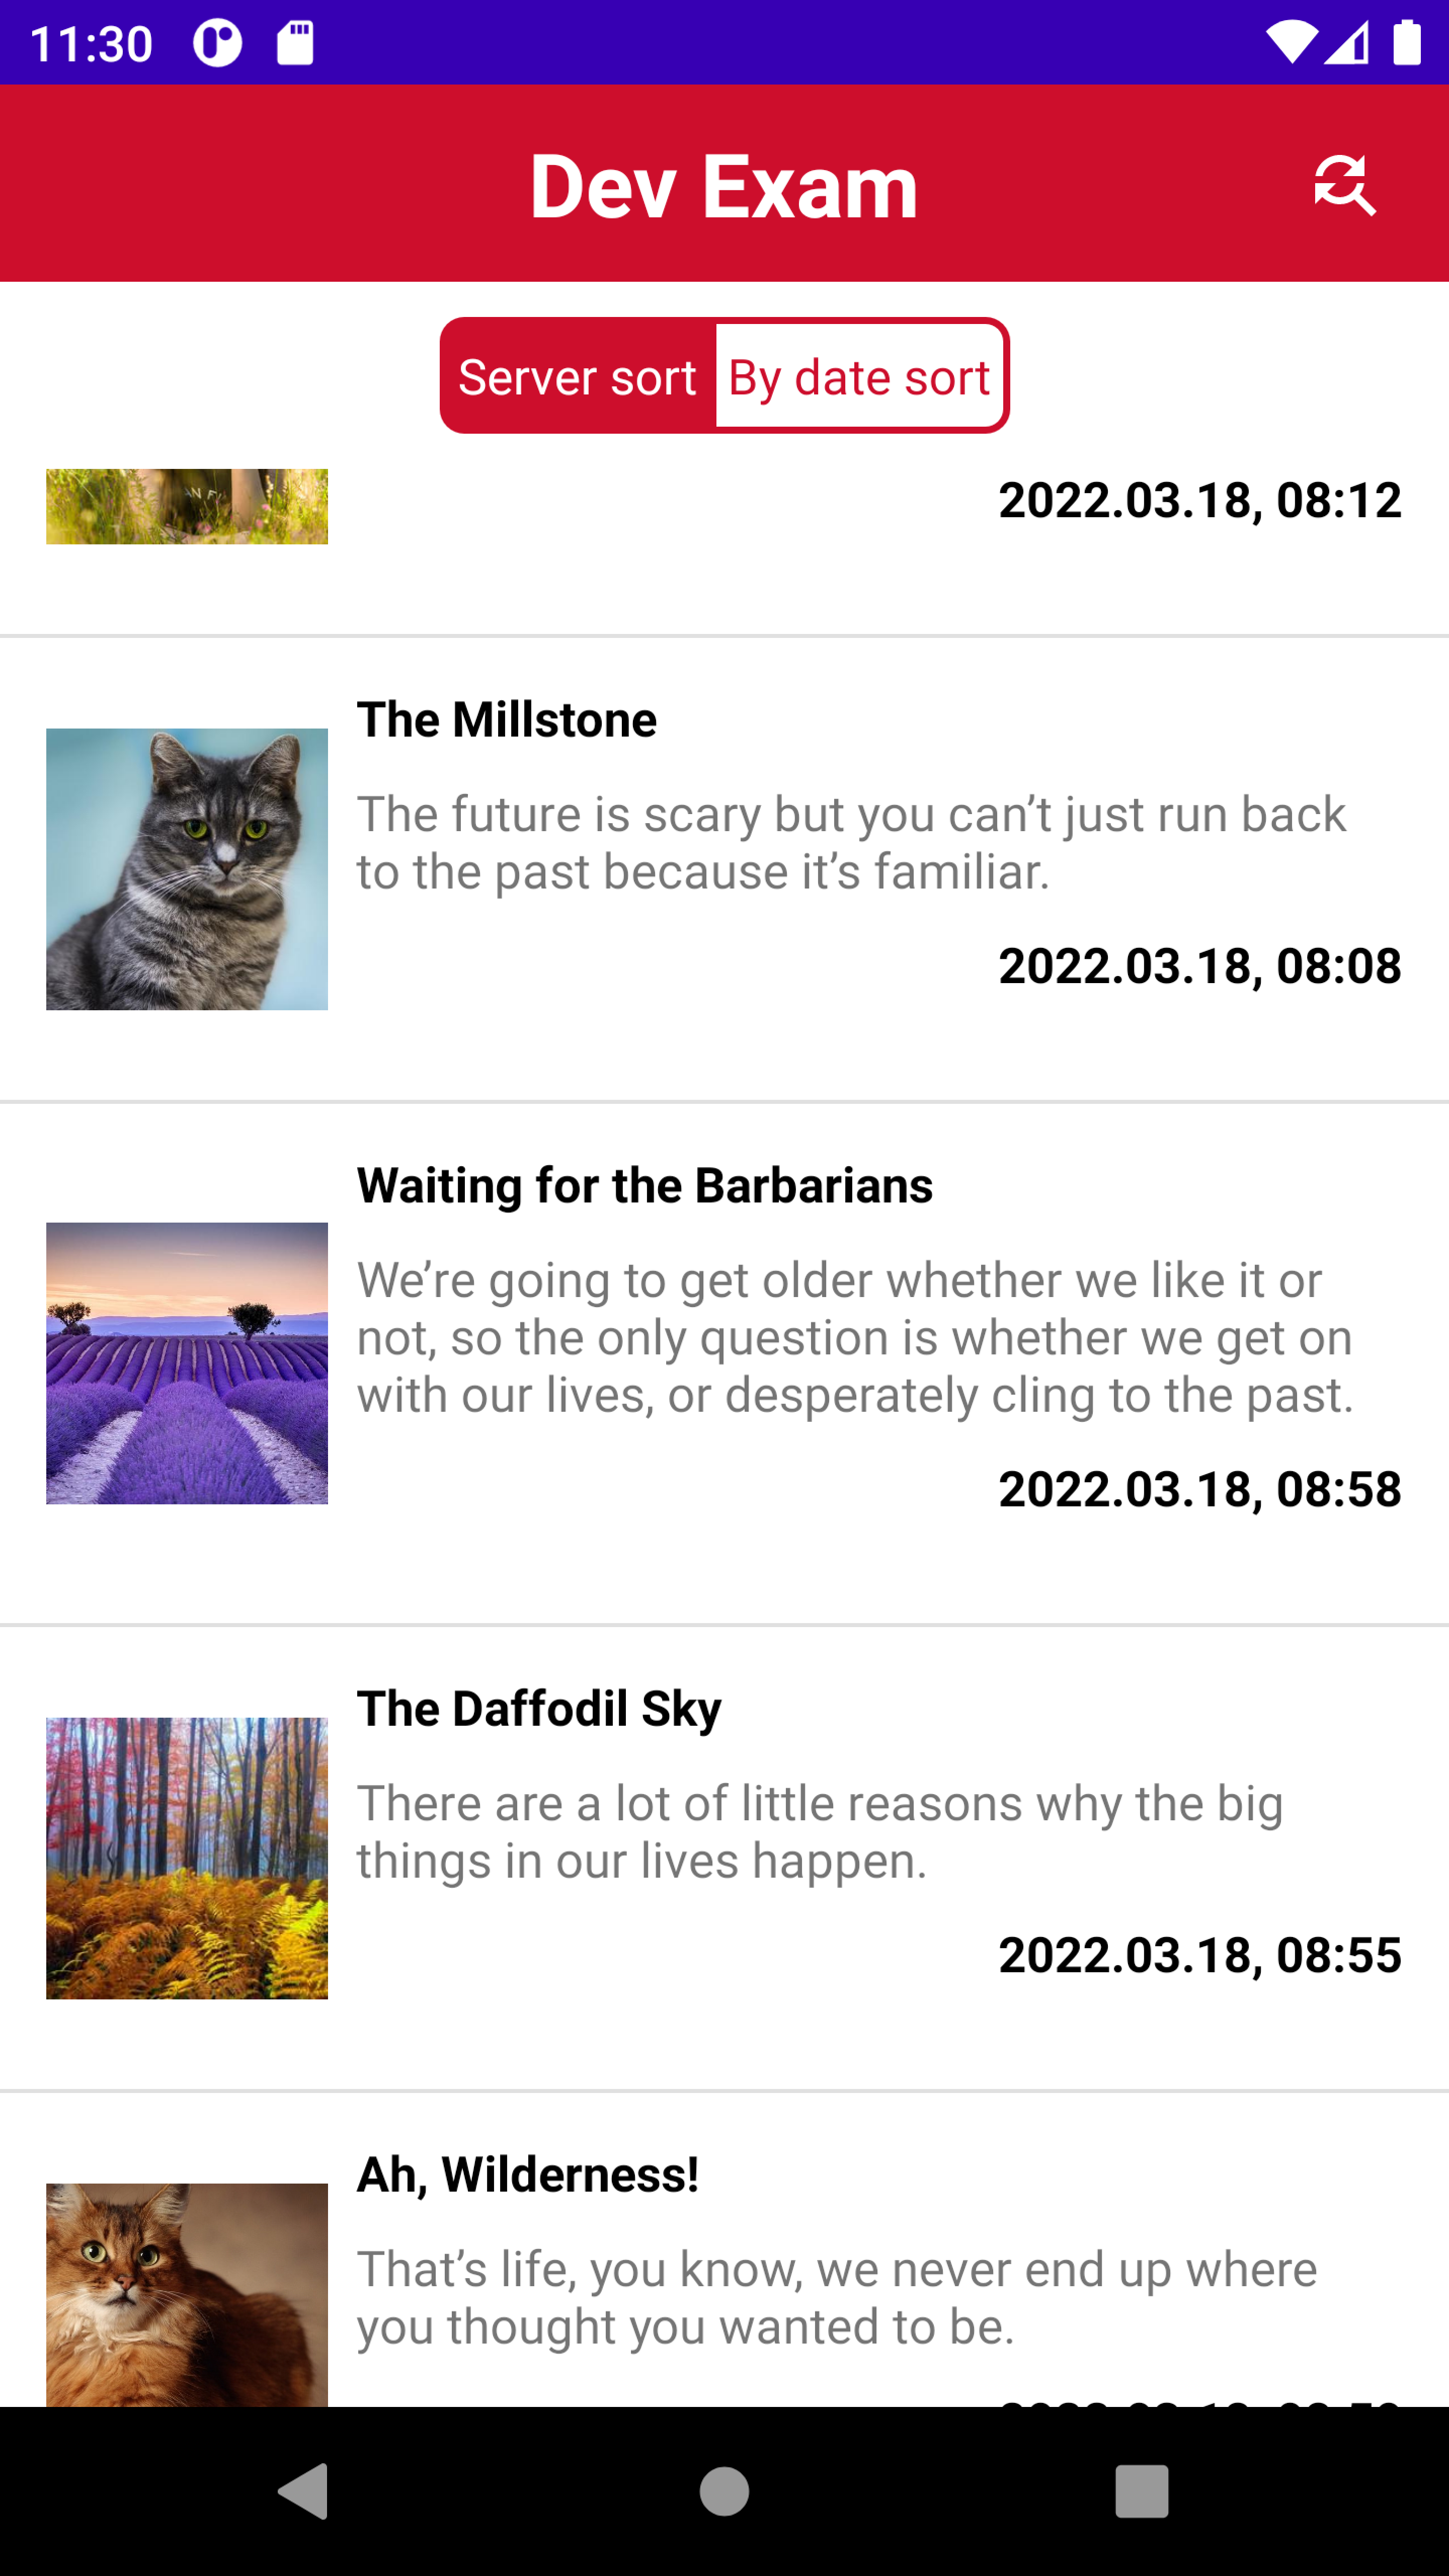 11:30
Dev Exam
Server sort
By date sort
2022.03.18, 08:12
The Millstone
The future is scary but you can’t just run back
to the past because it’s familiar.
2022.03.18, 08:08
Waiting for the Barbarians
We’re going to get older whether we like it or
not, so the only question is whether we get on
with our lives, or desperately cling to the past.
2022.03.18, 08:58
The Daffodil Sky
There are a lot of little reasons why the big
things in our lives happen.
2022.03.18, 08:55
Ah, Wilderness!
That’s life, you know, we never end up where
you thought you wanted to be.